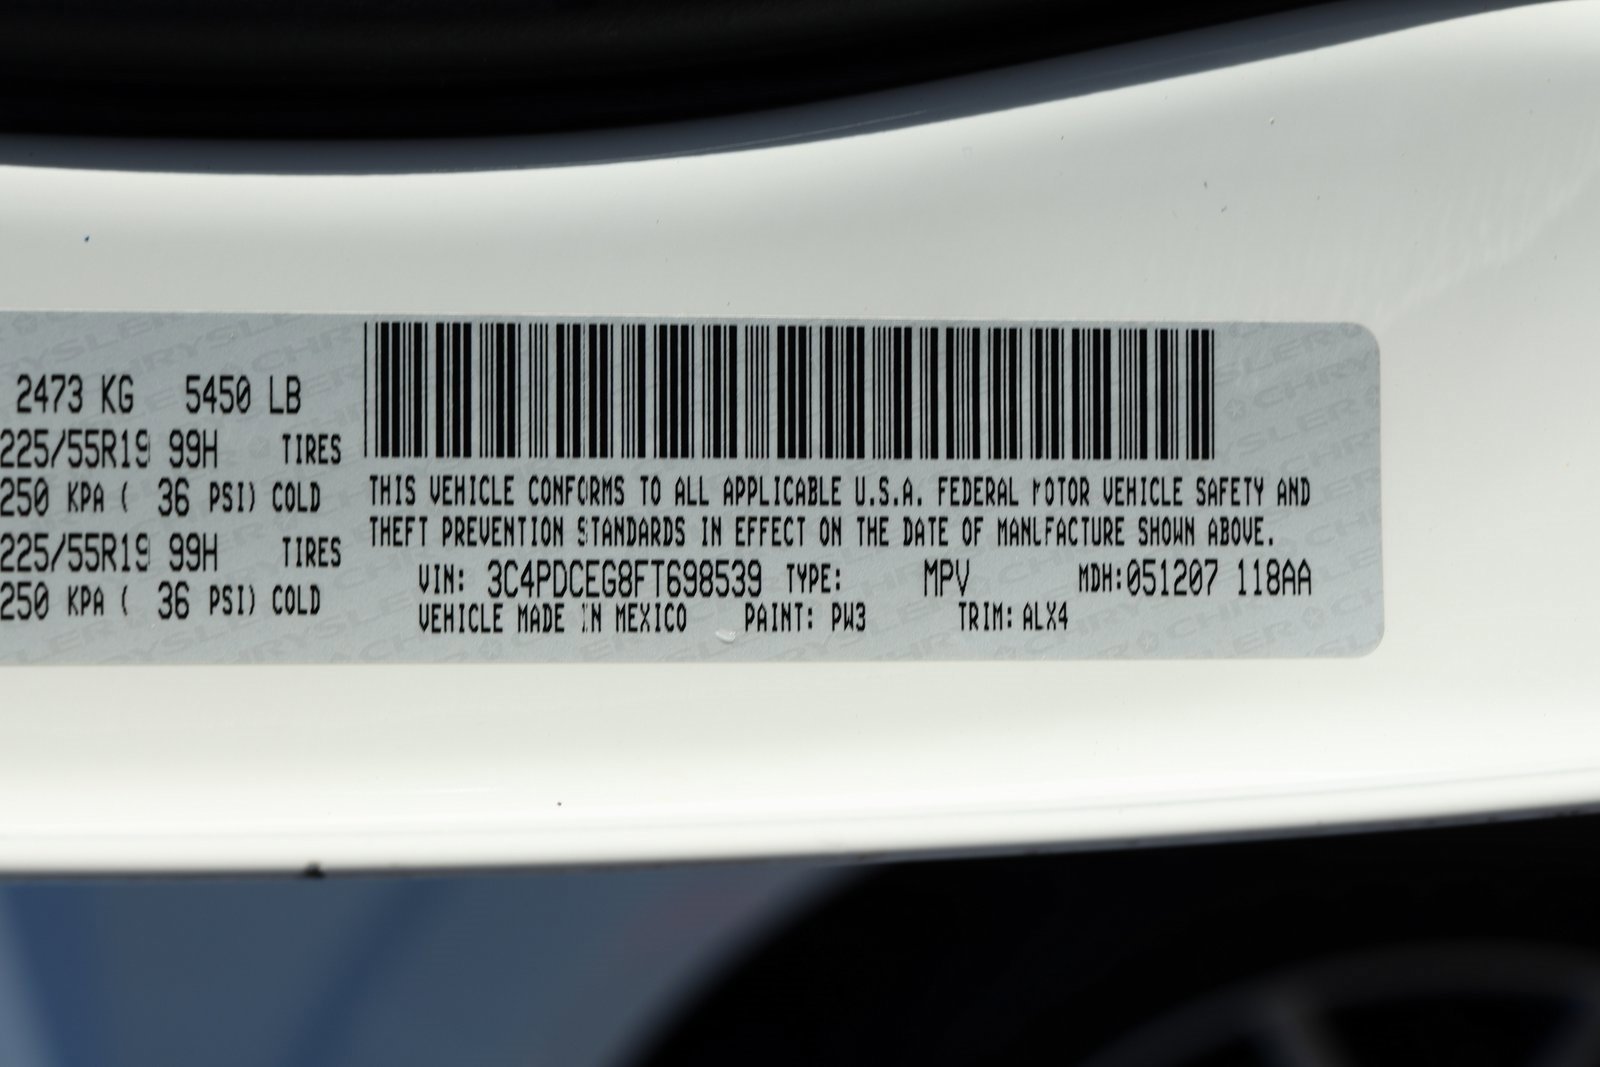 2473 KG 5450 LB
225/55R19 99H TIRES
250 KPA ( 36 PSI) COLD
225/55R19 99H TIRES
250 KPA ( 36 PSI) COLD
THIS VEHICLE CONFORMS TO ALL APPLICABLE U.S.A. FEDERAL MOTOR VEHICLE SAFETY AND
THEFT PREVENTION STANDARDS IN EFFECT ON THE DATE OF MANUFACTURE SHOWN ABOVE.
VIN: 3C4PDCEG8FT698539 TYPE: MPV MDH:051207 118AA
VEHICLE MADE IN MEXICO PAINT: PW3 TRIM: ALX4